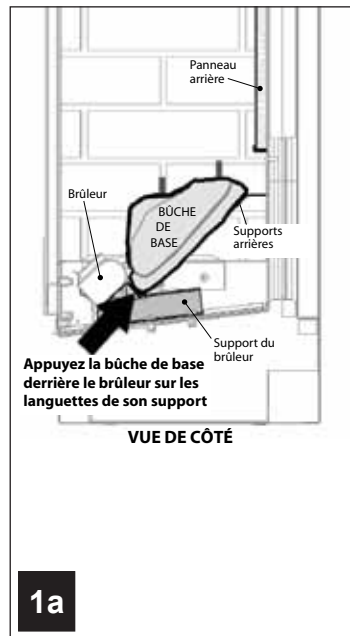 Panneau
arrière
Brûleur
BÛCHE
DE
BASE
Supports
arrières
Support du
brûleur
Appuyez la bûche de base
derrière le brûleur sur les
languettes de son support
VUE DE CÔTÉ
1a